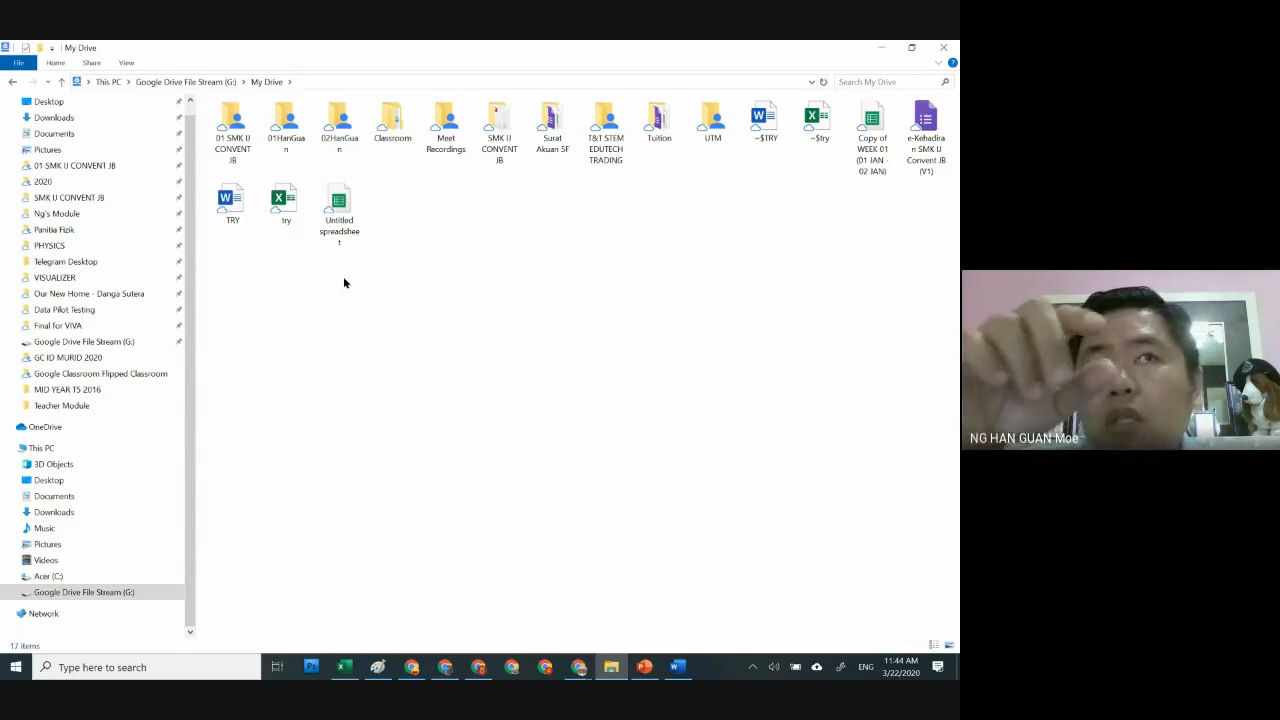 My Drive
File
Home
Share
View
This PC
Google Drive File Stream (G:)
My Drive
Search My Drive
Desktop
Downloads
Documents
Pictures
01 SMK IJ CONVENT JB
2020
SMK IJ CONVENT JB
Ng's Module
Panitia Fizik
PHYSICS
Telegram Desktop
VISUALIZER
Our New Home - Danga Sutera
Data Pilot Testing
Final for VIVA
Google Drive File Stream (G:)
GC ID MURID 2020
Google Classroom Flipped Classroom
MID YEAR T5 2016
Teacher Module
OneDrive
This PC
3D Objects
Desktop
Documents
Downloads
Music
Pictures
Videos
Acer (C:)
Google Drive File Stream (G:)
Network
01 SMK IJ
CONVENT
JB
01HanGua
n
02HanGua
n
Classroom
Meet
Recordings
SMK IJ
CONVENT
JB
Surat
Akuan 5F
T&T STEM
EDUTECH
TRADING
Tuition
UTM
~$TRY
~$try
Copy of
WEEK 01
(01 JAN -
02 JAN)
e-Kehadira
n SMK IJ
Convent JB
(V1)
TRY
try
Untitled
spreadshee
t
NG HAN GUAN Moe
17 items
Type here to search
ENG
11:44 AM
3/22/2020